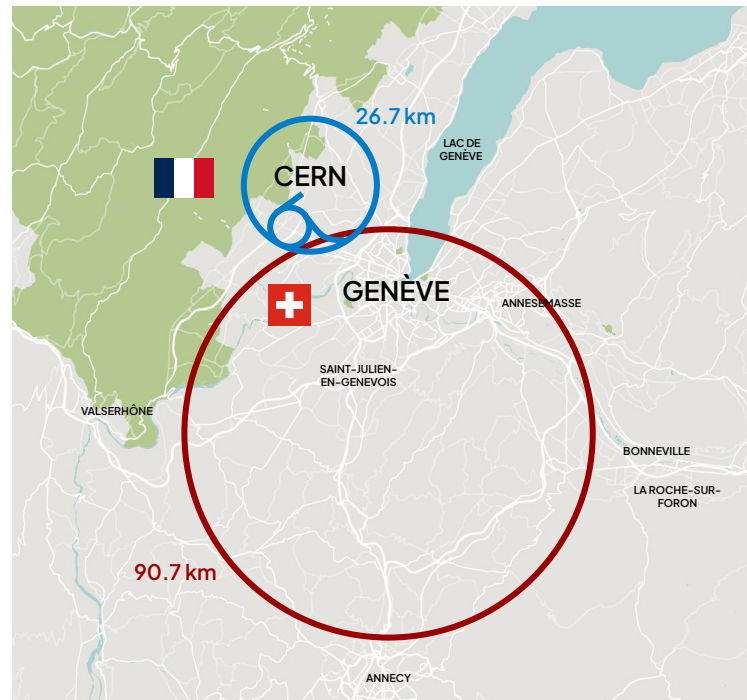 26.7 km
LAC DE
GENÈVE
CERN
GENÈVE
ANNESEMASSE
SAINT-JULIEN-
EN-GENEVOIS
VALSERHÔNE
BONNEVILLE
LA ROCHE-SUR-
FORON
90.7 km
ANNECY